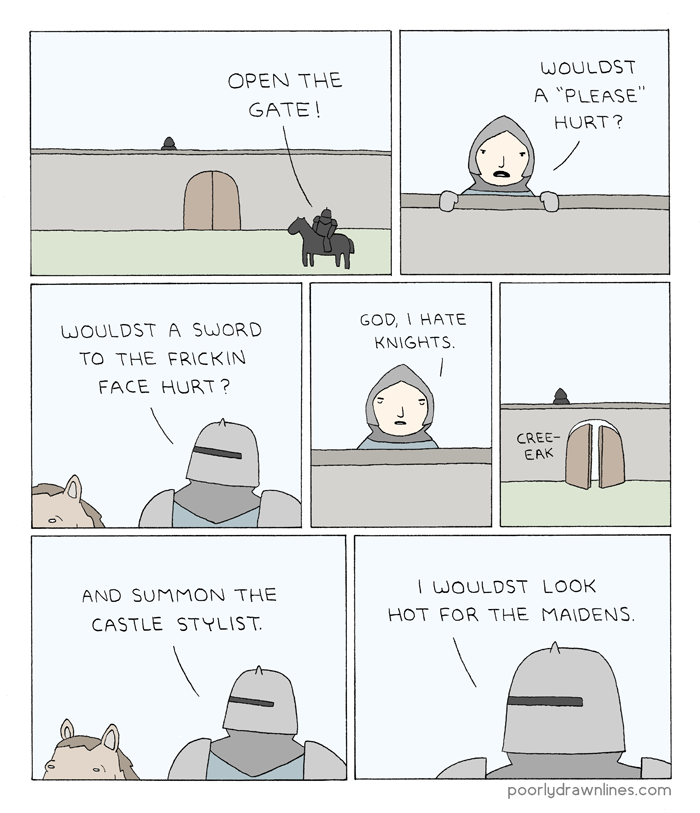 OPEN THE
GATE!
WOULDST
A "PLEASE"
HURT?
WOULDST A SWORD
TO THE FRICKIN
FACE HURT?
GOD, I HATE
KNIGHTS.
CREE-
EAK
AND SUMMON THE
CASTLE STYLIST.
I WOULDST LOOK
HOT FOR THE MAIDENS.
poorlydrawnlines.com